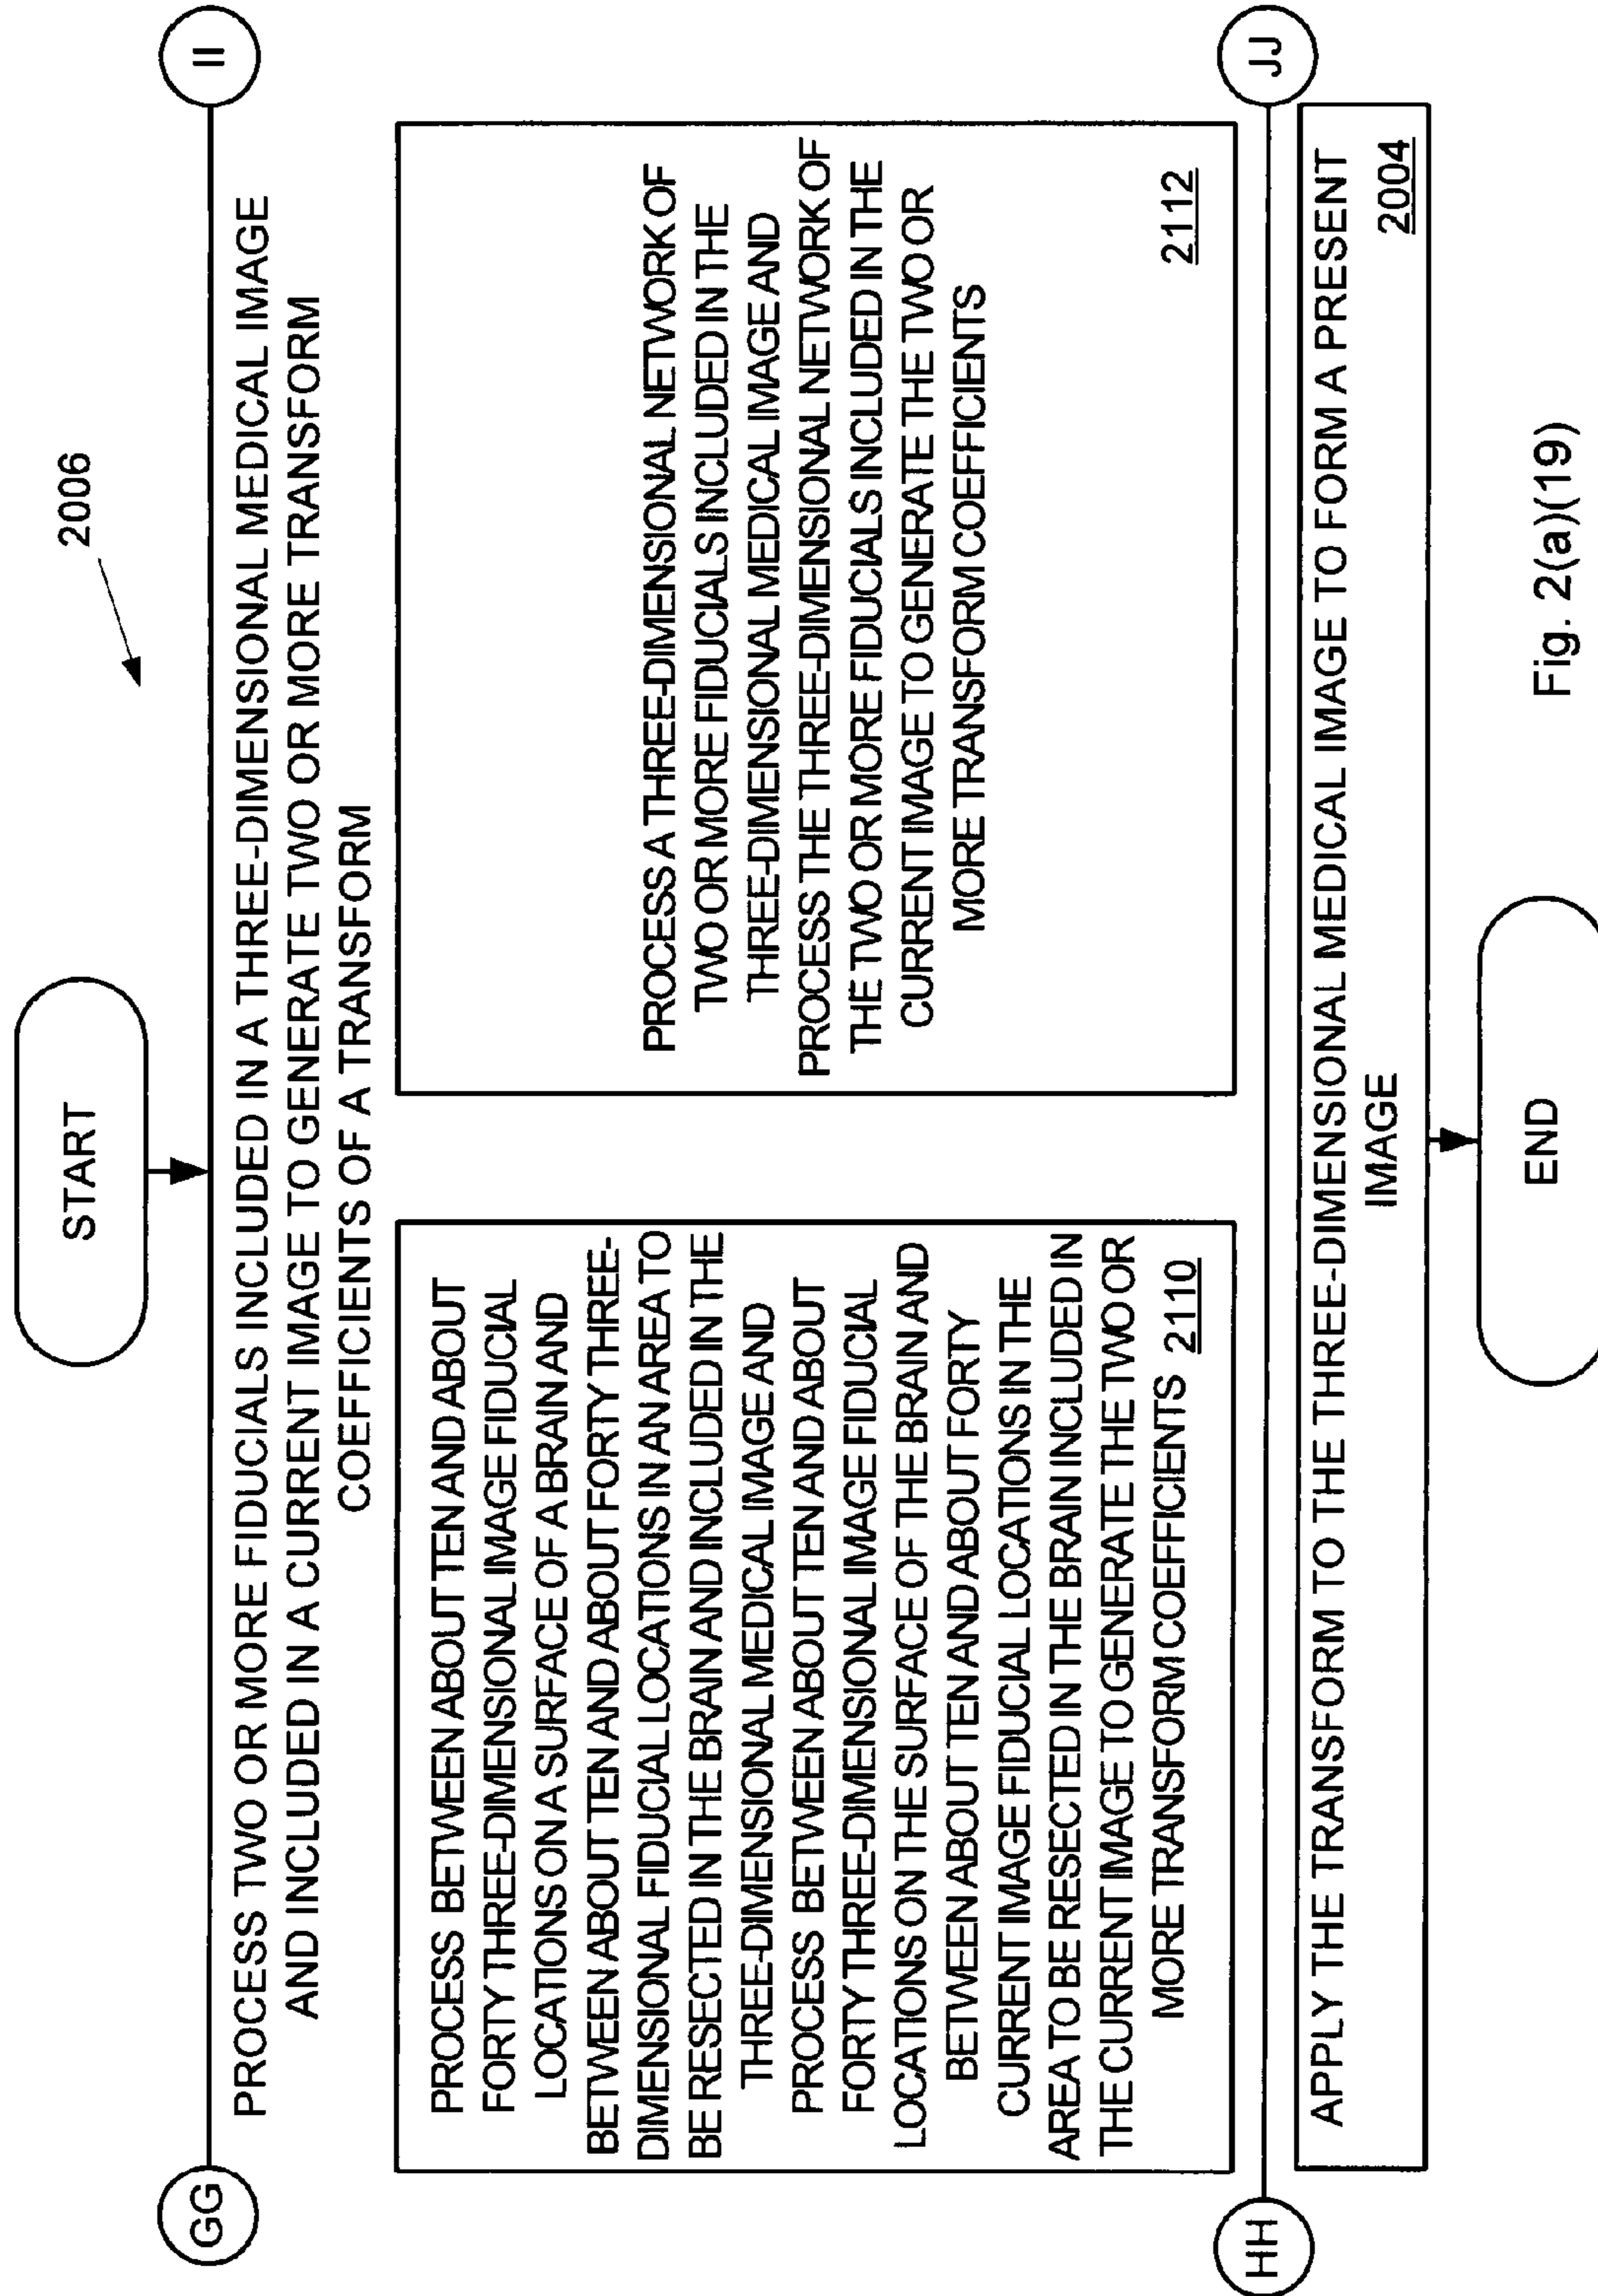 2006
START
GG
II
PROCESS TWO OR MORE FIDUCIALS INCLUDED IN A THREE-DIMENSIONAL MEDICAL IMAGE
AND INCLUDED IN A CURRENT IMAGE TO GENERATE TWO OR MORE TRANSFORM
COEFFICIENTS OF A TRANSFORM
PROCESS BETWEEN ABOUT TEN AND ABOUT
FORTY THREE-DIMENSIONAL IMAGE FIDUCIAL
LOCATIONS ON A SURFACE OF A BRAIN AND
BETWEEN ABOUT TEN AND ABOUT FORTY THREE-
DIMENSIONAL FIDUCIAL LOCATIONS IN AN AREA TO
BE RESECTED IN THE BRAIN AND INCLUDED IN THE
THREE-DIMENSIONAL MEDICAL IMAGE AND
PROCESS BETWEEN ABOUT TEN AND ABOUT
FORTY THREE-DIMENSIONAL IMAGE FIDUCIAL
LOCATIONS ON THE SURFACE OF THE BRAIN AND
BETWEEN ABOUT TEN AND ABOUT FORTY
CURRENT IMAGE FIDUCIAL LOCATIONS IN THE
AREA TO BE RESECTED IN THE BRAIN INCLUDED IN
THE CURRENT IMAGE TO GENERATE THE TWO OR
MORE TRANSFORM COEFFICIENTS 2110
PROCESS A THREE-DIMENSIONAL NETWORK OF
TWO OR MORE FIDUCIALS INCLUDED IN THE
THREE-DIMENSIONAL MEDICAL IMAGE AND
PROCESS THE THREE-DIMENSIONAL NETWORK OF
THE TWO OR MORE FIDUCIALS INCLUDED IN THE
CURRENT IMAGE TO GENERATE THE TWO OR
MORE TRANSFORM COEFFICIENTS
2112
HH
JJ
APPLY THE TRANSFORM TO THE THREE-DIMENSIONAL MEDICAL IMAGE TO FORM A PRESENT
IMAGE
2004
END
Fig. 2(a)(19)